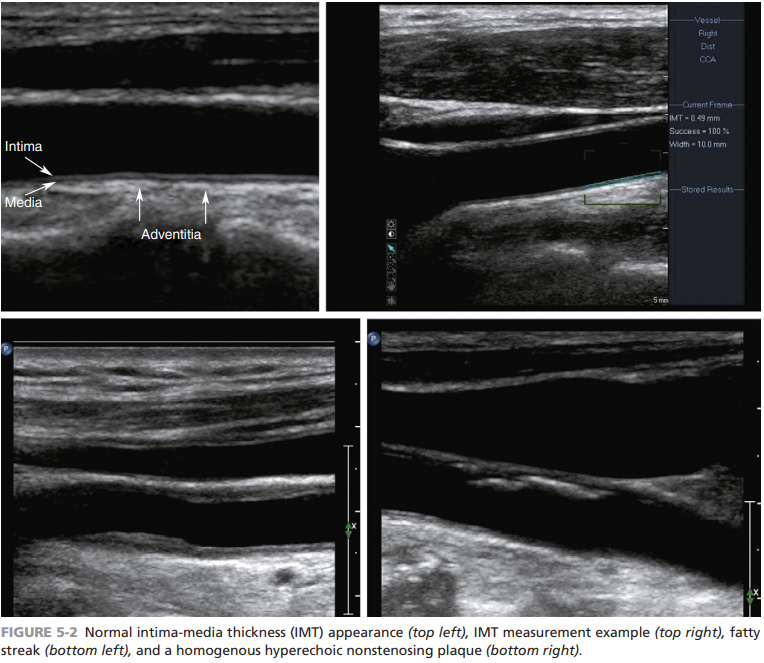 Intima
Media
Adventitia
Vessel
Right
Dist
CCA
Current Frame
IMT = 0.49 mm
Success = 100 %
Width = 10.0 mm
Stored Results
5 mm
P
X
P
X
FIGURE 5-2 Normal intima-media thickness (IMT) appearance (top left), IMT measurement example (top right), fatty
streak (bottom left), and a homogenous hyperechoic nonstenosing plaque (bottom right).